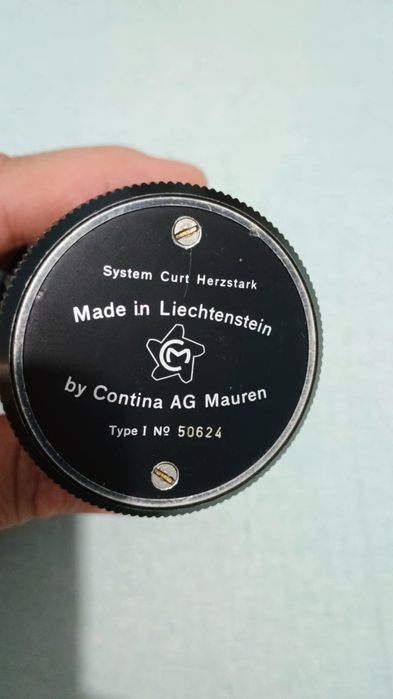 System Curt Herzstark
Made in Liechtenstein
CM
by Contina AG Mauren
Type I Nº 50624